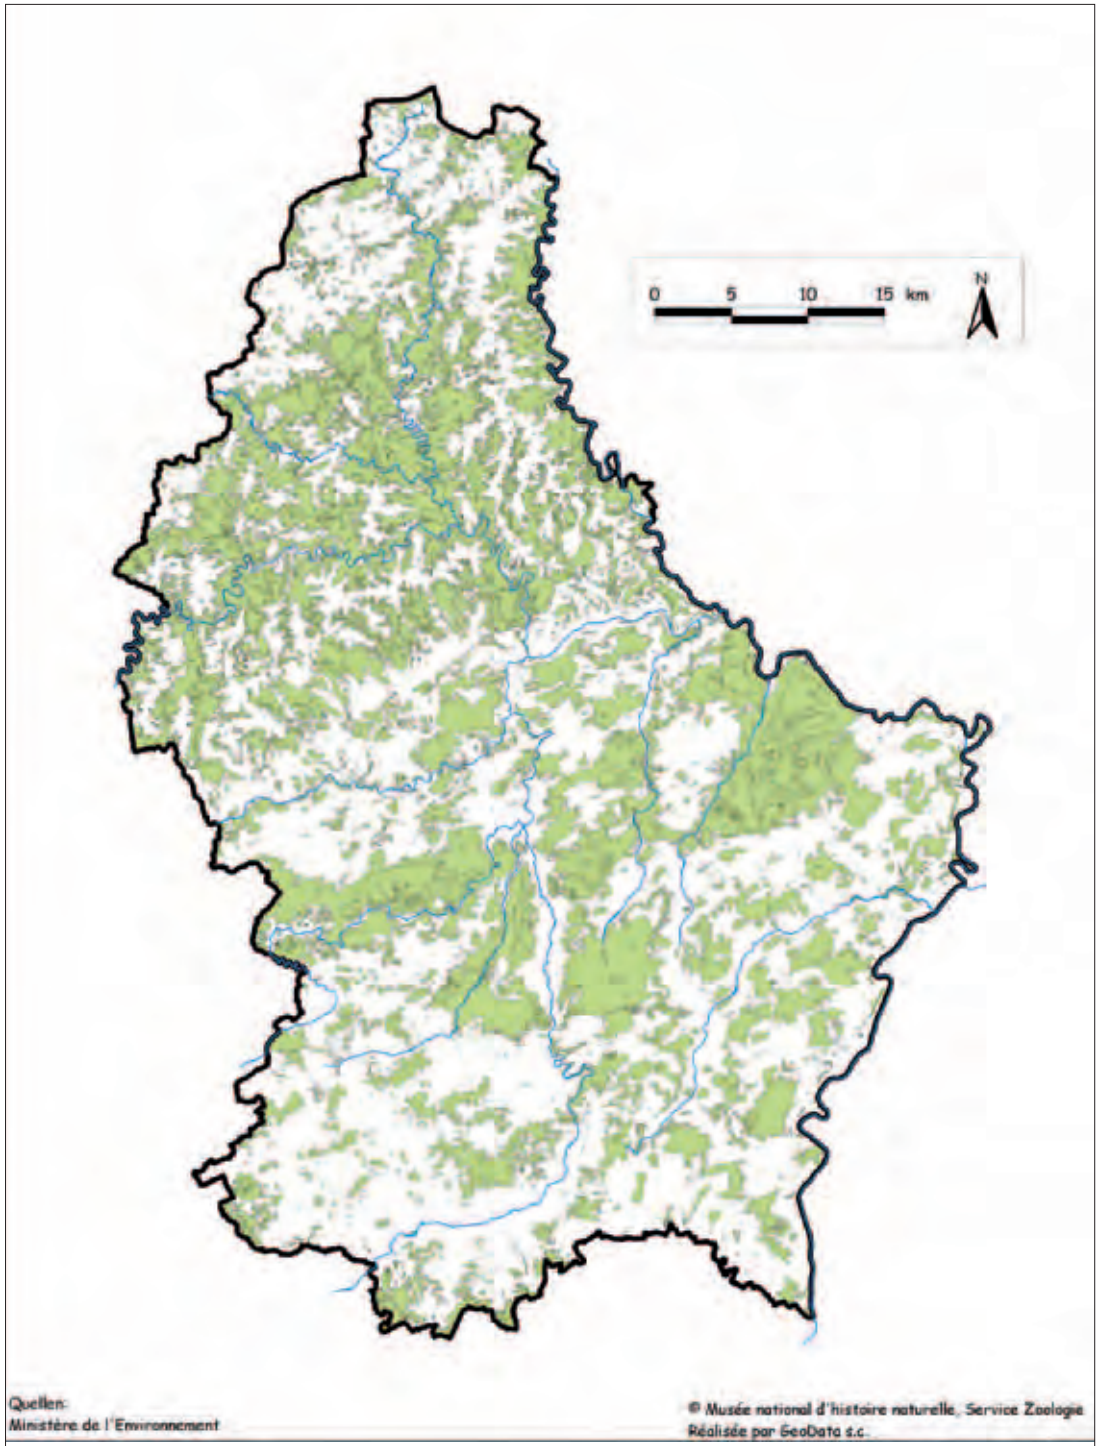 N
0 5 10 15 km
Quellen:
Ministère de l'Environnement
© Musée national d'histoire naturelle, Service Zoologie
Réalisée par GeoData s.c.